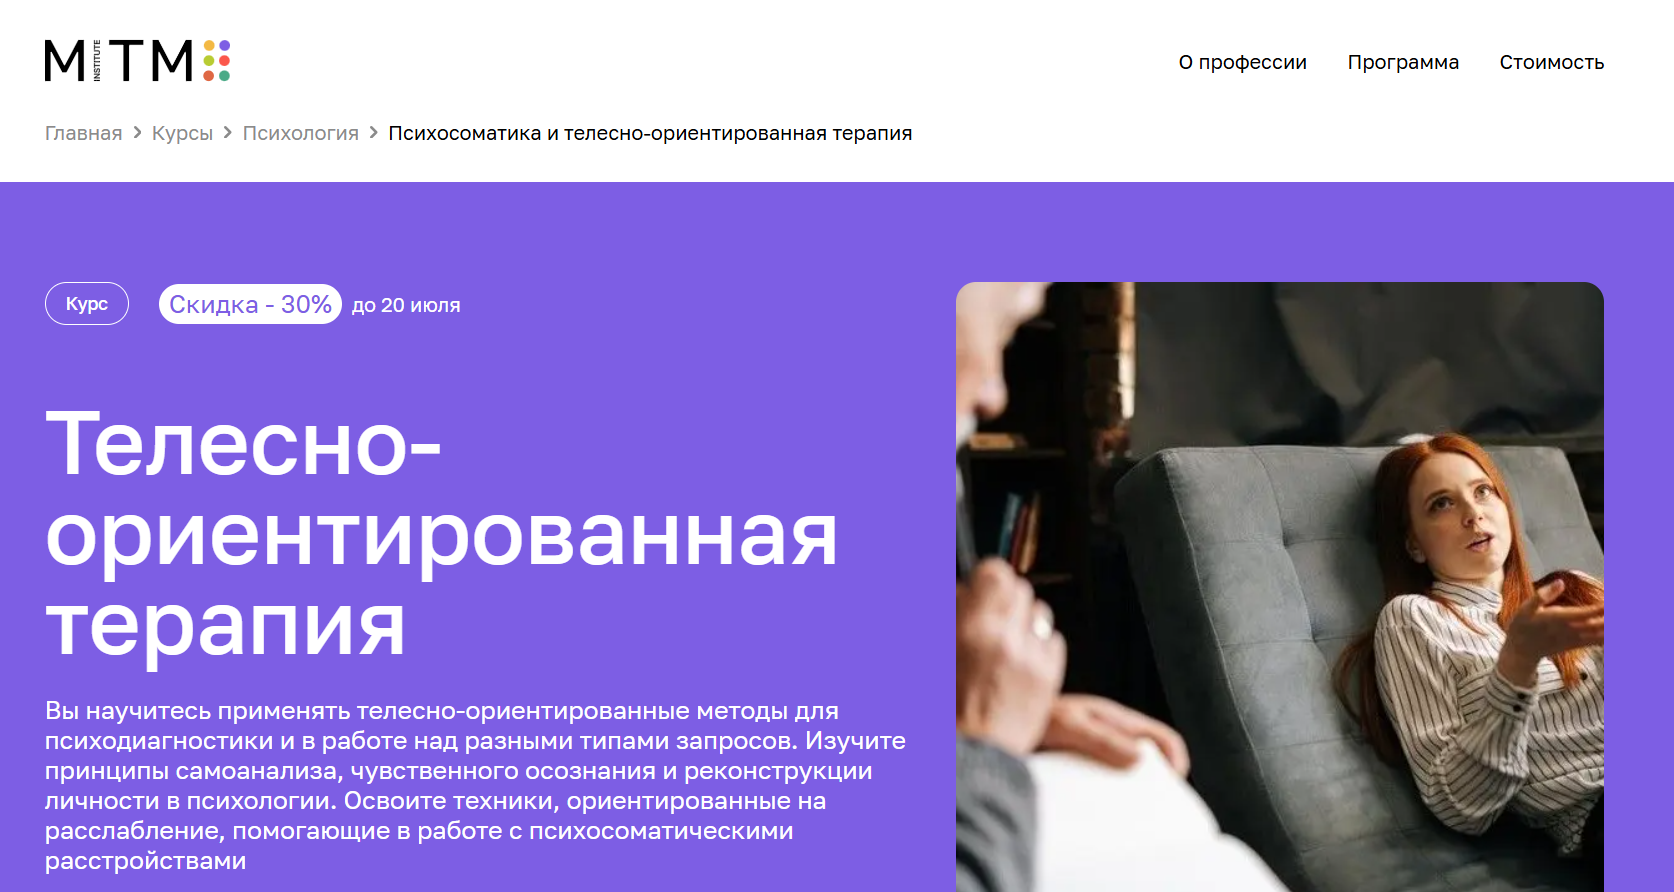 MTM INSTITUTE
О профессии
Программа
Стоимость
Главная > Курсы > Психология > Психосоматика и телесно-ориентированная терапия
Курс
Скидка - 30% до 20 июля
Телесно-
ориентированная
терапия
Вы научитесь применять телесно-ориентированные методы для
психодиагностики и в работе над разными типами запросов. Изучите
принципы самоанализа, чувственного осознания и реконструкции
личности в психологии. Освоите техники, ориентированные на
расслабление, помогающие в работе с психосоматическими
расстройствами